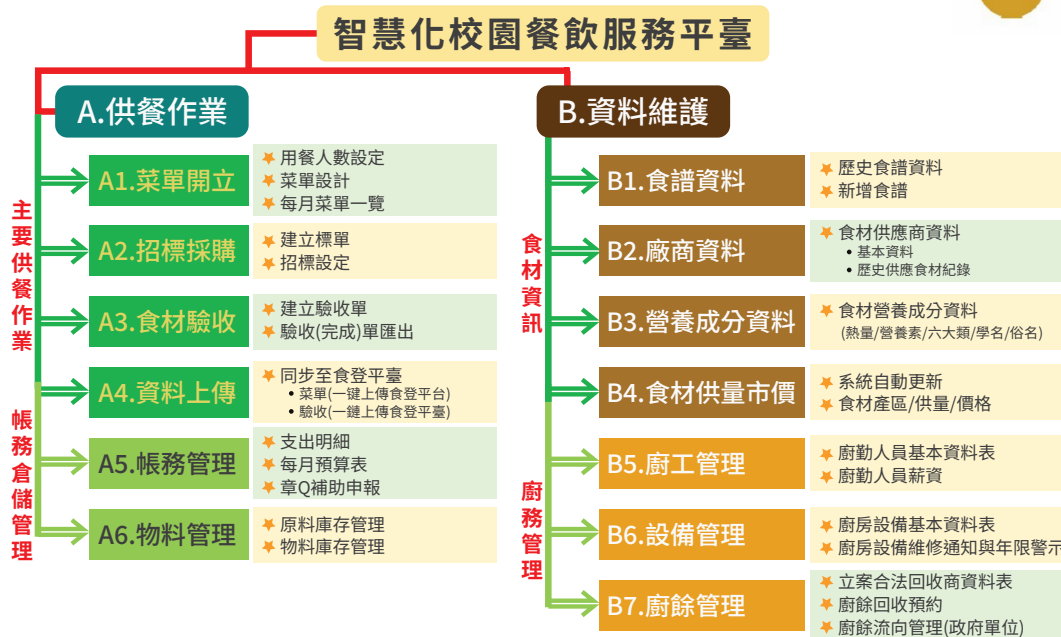 智慧化校園餐飲服務平臺
A.供餐作業
主要供餐作業
A1.菜單開立
用餐人數設定
菜單設計
每月菜單一覽
A2.招標採購
建立標單
招標設定
A3.食材驗收
建立驗收單
驗收(完成)單匯出
A4.資料上傳
同步至食登平臺
• 菜單(一键上傳食登平台)
• 驗收(一鏈上傳食登平臺)
帳務倉儲管理
A5.帳務管理
支出明細
每月預算表
章Q補助申報
A6.物料管理
原料庫存管理
物料庫存管理
B.資料維護
食材資訊
B1.食譜資料
歷史食譜資料
新增食譜
B2.廠商資料
食材供應商資料
• 基本資料
• 歷史供應食材紀錄
B3.營養成分資料
食材營養成分資料
(熱量/營養素/六大類/學名/俗名)
B4.食材供量市價
系統自動更新
食材產區/供量/價格
廚務管理
B5.廚工管理
廚勤人員基本資料表
廚勤人員薪資
B6.設備管理
廚房設備基本資料表
廚房設備維修通知與年限警示
B7.廚餘管理
立案合法回收商資料表
廚餘回收預約
廚餘流向管理(政府單位)